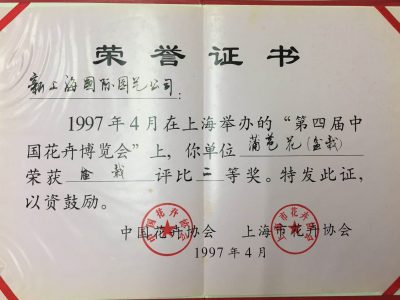 荣誉证书
新上海国际园艺公司:
1997年4月在上海举办的“第四届中
国花卉博览会”上,你单位蒲苞花(盆栽)
荣获盆栽评比二等奖。特发此证,
以资鼓励。
中国花卉协会 上海市花卉协会
1997年4月